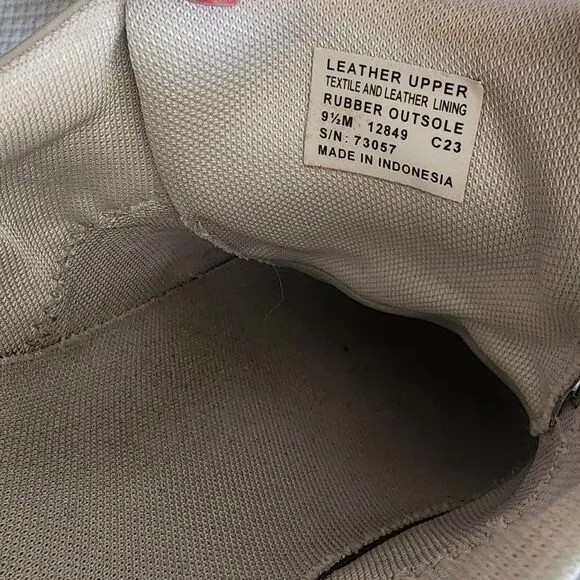 LEATHER UPPER
TEXTILE AND LEATHER LINING
RUBBER OUTSOLE
9½M 12849 C23
S/N: 73057
MADE IN INDONESIA